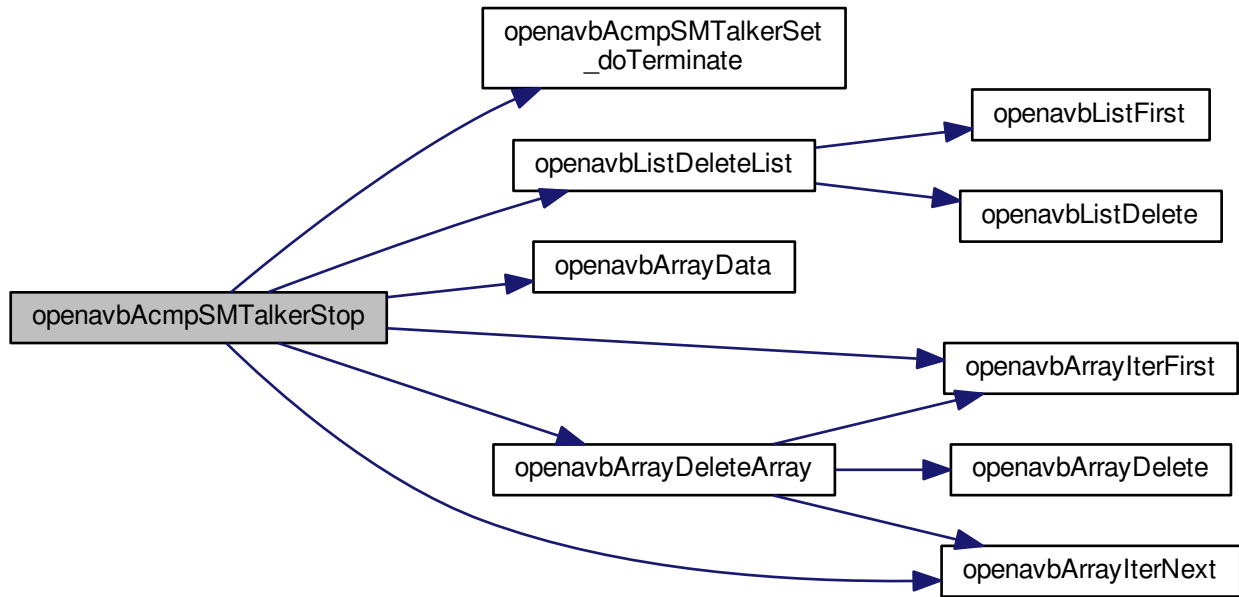 openavbAcmpSMTalkerSet
_doTerminate
openavbListFirst
openavbListDeleteList
openavbListDelete
openavbArrayData
openavbAcmpSMTalkerStop
openavbArrayIterFirst
openavbArrayDeleteArray
openavbArrayDelete
openavbArrayIterNext